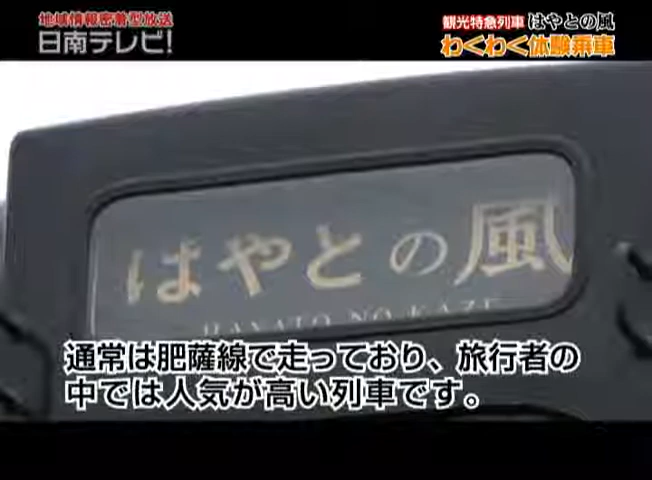 地域情報密着型放送
日南テレビ!
観光特急列車 はやとの風
わくわく体験乗車
はやとの風
HAYATO NO KAZE
通常は肥薩線で走っており、旅行者の
中では人気が高い列車です。